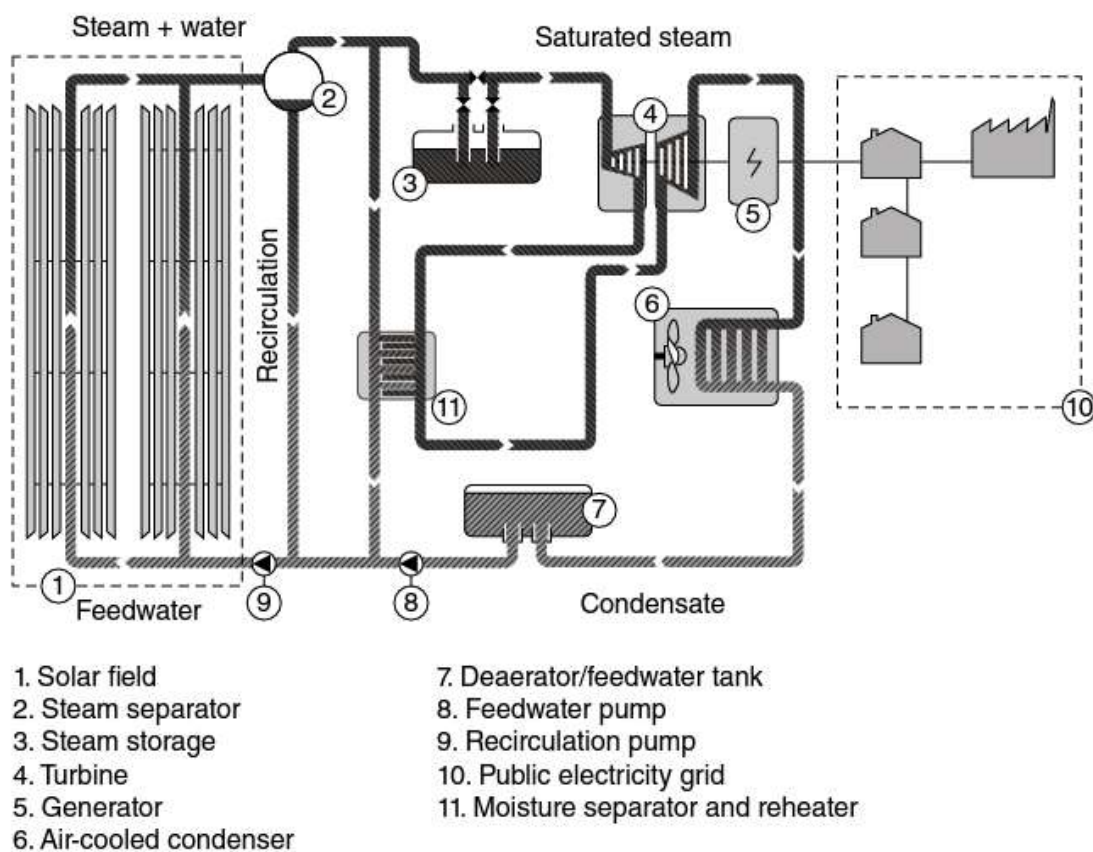 Steam + water
Saturated steam
2
4
3
5
Recirculation
6
11
10
7
1
9
8
Feedwater
Condensate
1. Solar field
2. Steam separator
3. Steam storage
4. Turbine
5. Generator
6. Air-cooled condenser
7. Deaerator/feedwater tank
8. Feedwater pump
9. Recirculation pump
10. Public electricity grid
11. Moisture separator and reheater